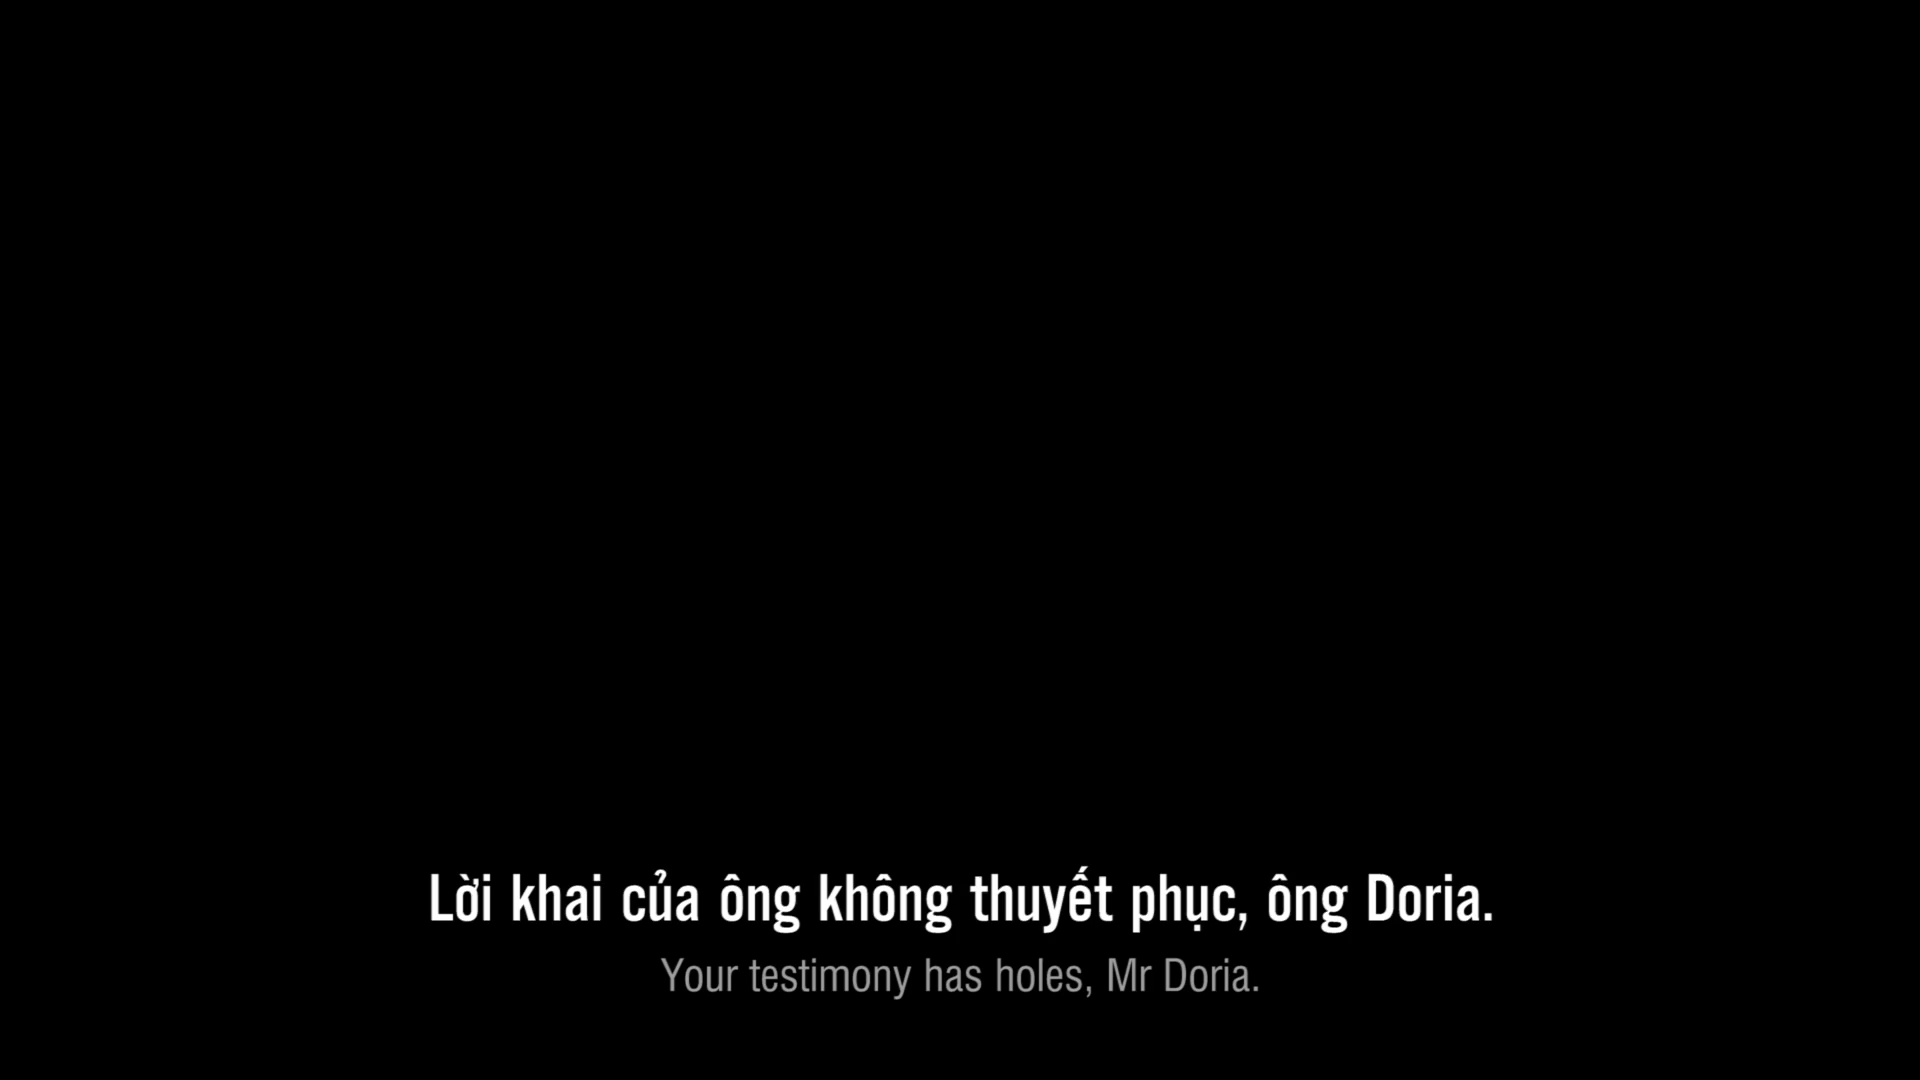 Lời khai của ông không thuyết phục, ông Doria.
Your testimony has holes, Mr Doria.